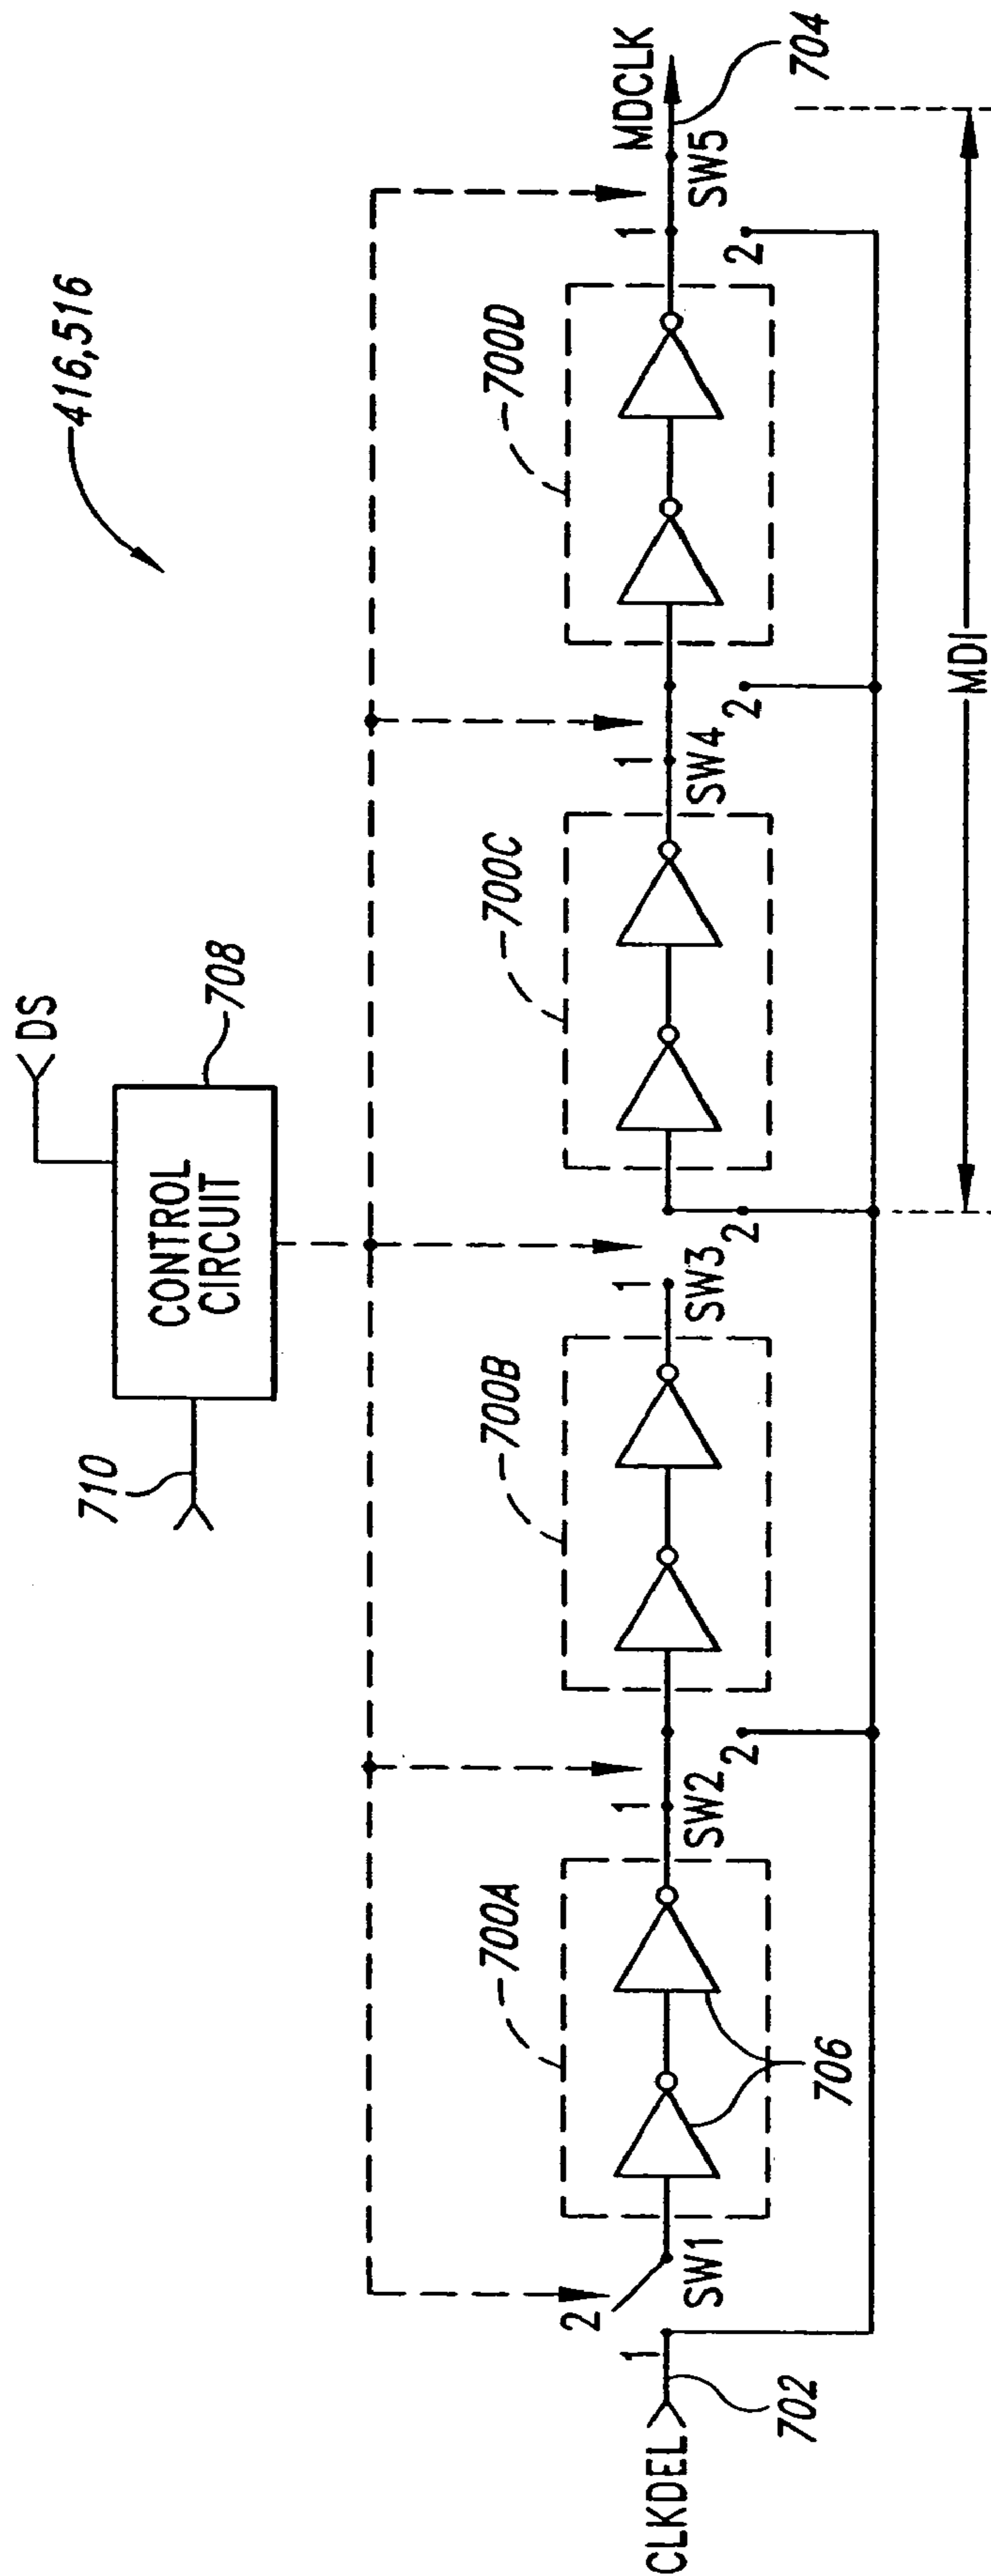 416,516
DS
CONTROL
CIRCUIT
708
710
700A
700B
700C
700D
CLKDEL
702
1
2
SW1
706
1
SW2
2
1
SW3
2
1
SW4
2
1
SW5
2
MDCLK
704
MDI